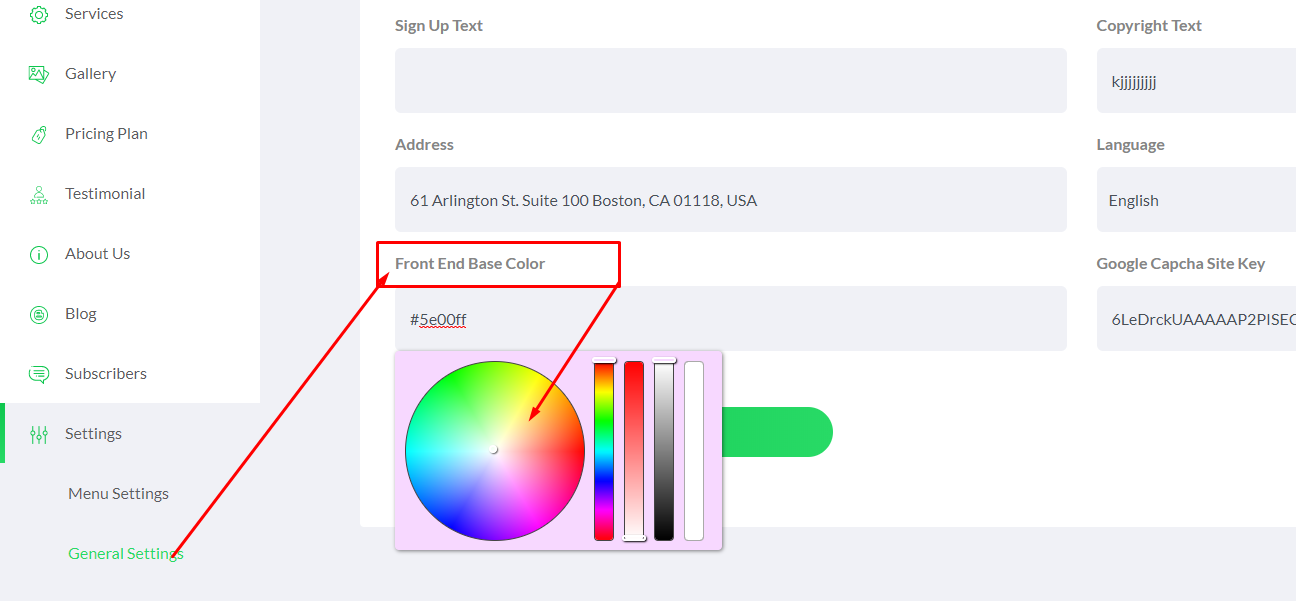 Services
Gallery
Pricing Plan
Testimonial
About Us
Blog
Subscribers
Settings
Menu Settings
General Settings
Sign Up Text
Copyright Text
kjjjjjjjjj
Address
Language
61 Arlington St. Suite 100 Boston, CA 01118, USA
English
Front End Base Color
Google Capcha Site Key
#5e00ff
6LeDrckUAAAAAP2PISEC